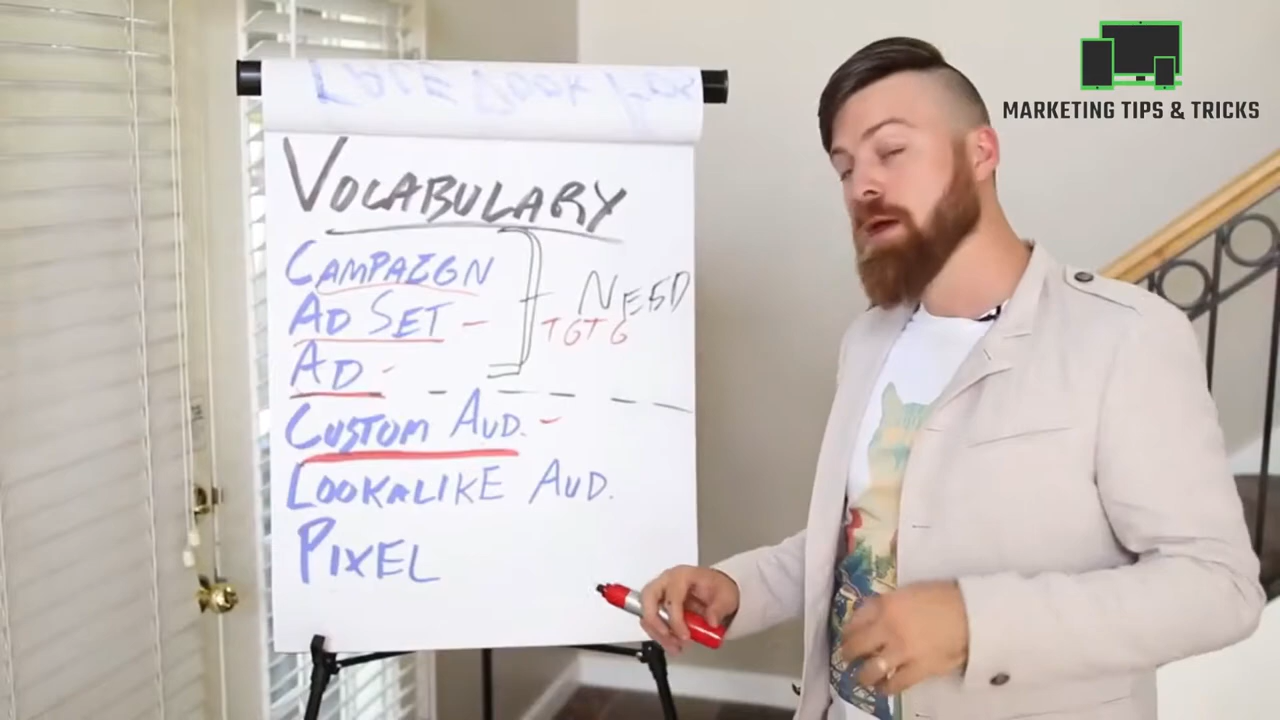 MARKETING TIPS & TRICKS
VOCABULARY
CAMPAIGN
AD SET -
NEED
TGTG
AD -
CUSTOM AUD. -
LOOKALIKE AUD.
PIXEL